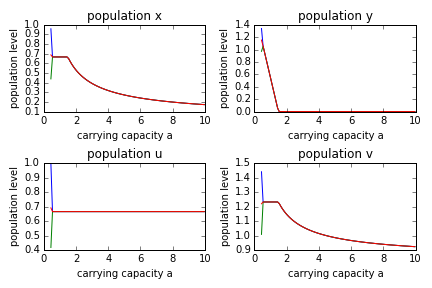 population x
population level
1.0
0.9
0.8
0.7
0.6
0.5
0.4
0.3
0.2
0.1
0 2 4 6 8 10
carrying capacity a
population y
population level
1.4
1.2
1.0
0.8
0.6
0.4
0.2
0.0
0 2 4 6 8 10
carrying capacity a
population u
population level
1.0
0.9
0.8
0.7
0.6
0.5
0.4
0 2 4 6 8 10
carrying capacity a
population v
population level
1.5
1.4
1.3
1.2
1.1
1.0
0.9
0 2 4 6 8 10
carrying capacity a